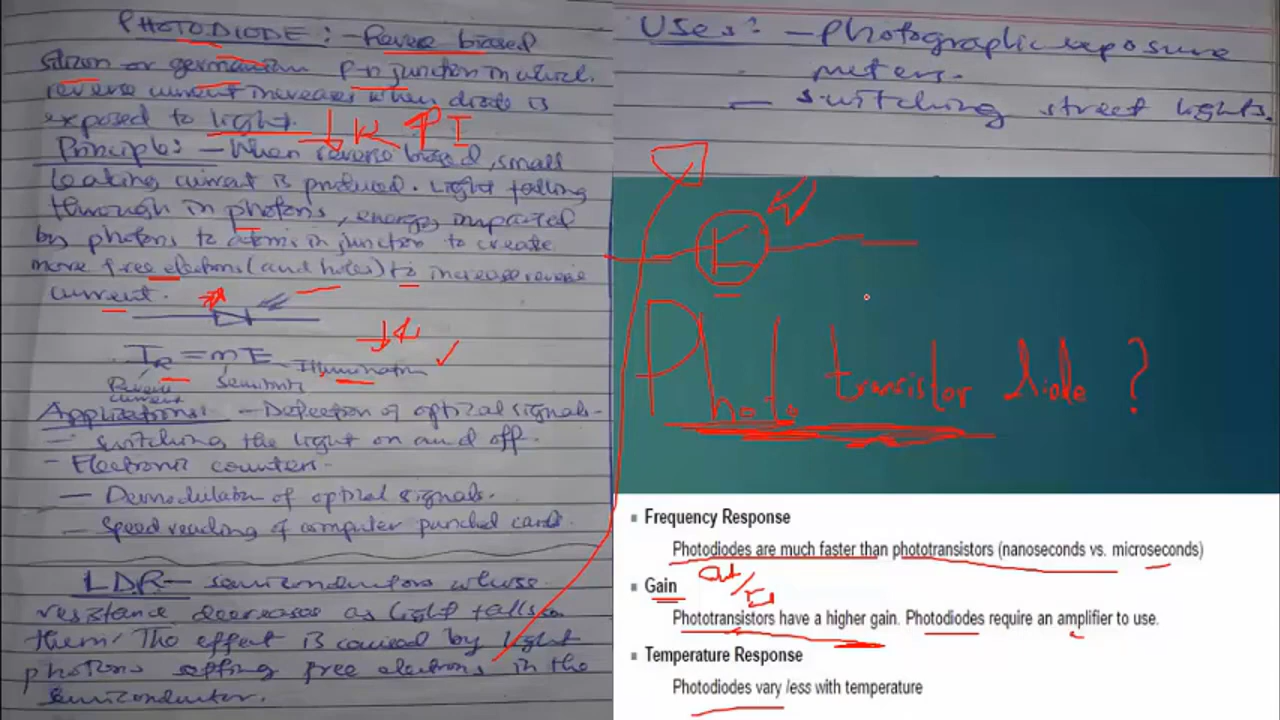 PHOTODIODE: - Reverse biased
silicon or germanium p-n junction in which
reverse current increases when diode is
exposed to light.
PI
Principle: - When reverse biased, small
leaking current is produced. Light falling
through in photons, energy imparted
by photons to atoms in junction to create
more free electrons (and holes) to increase reverse
current.
IR = mE
Illumination
Reverse current
Sensitivity
Applications: - Detection of optical signals.
- switching the light on and off.
- Electronic counters.
- Demodulation of optical signals.
- Speed reading of computer punched cards.
LDR - semiconductors whose
resistance decreases as light falls on
them. The effect is caused by light
photons setting free electrons in the
semiconductor.
Uses: - Photographic exposure
meters.
- switching street lights.
Photo transistor diode ?
Frequency Response
Photodiodes are much faster than phototransistors (nanoseconds vs. microseconds)
Gain
Phototransistors have a higher gain. Photodiodes require an amplifier to use.
Temperature Response
Photodiodes vary less with temperature